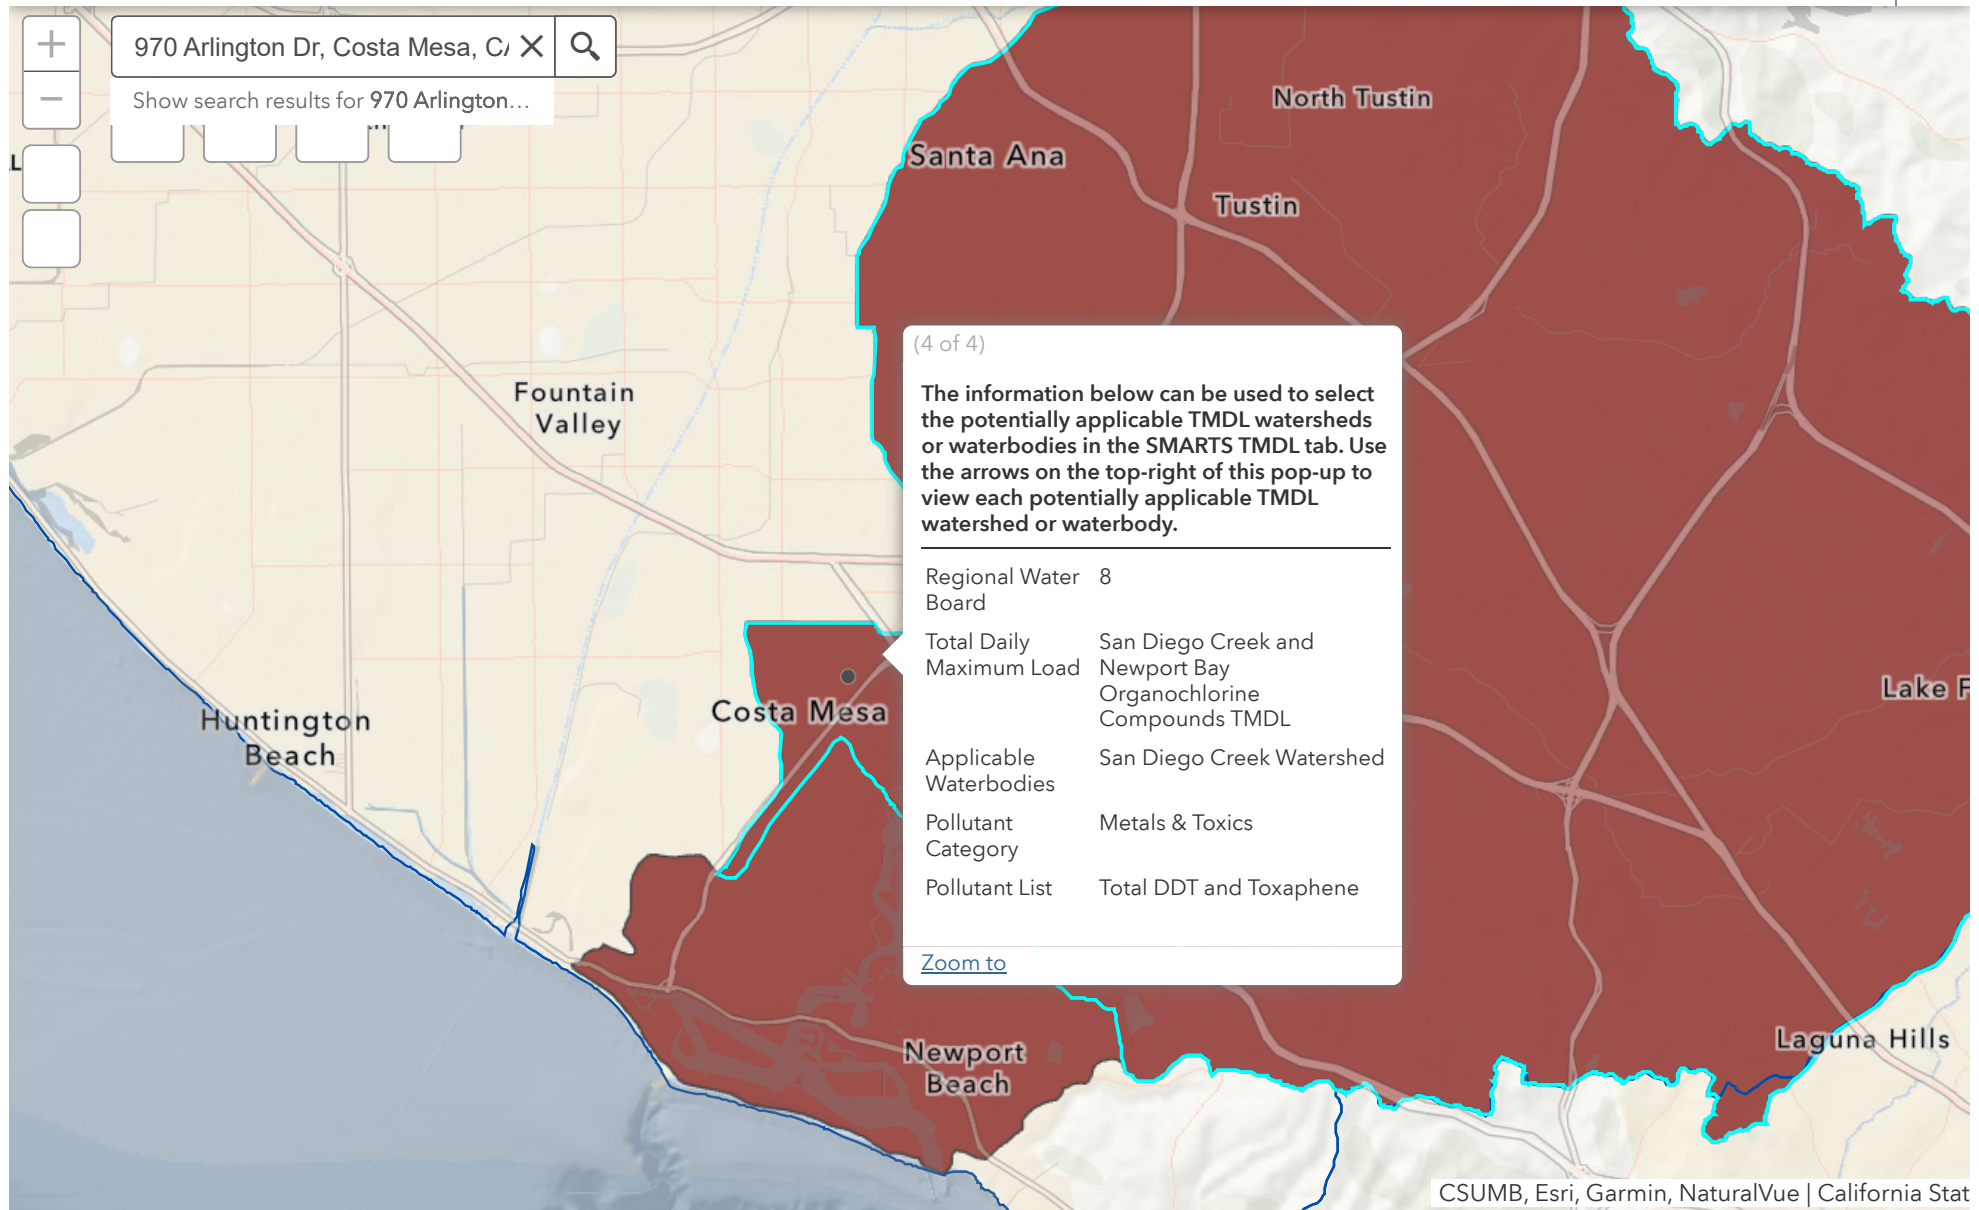 +
970 Arlington Dr, Costa Mesa, CA
Show search results for 970 Arlington...
−
North Tustin
Santa Ana
Tustin
(4 of 4)
The information below can be used to select
the potentially applicable TMDL watersheds
or waterbodies in the SMARTS TMDL tab. Use
the arrows on the top-right of this pop-up to
view each potentially applicable TMDL
watershed or waterbody.
Fountain
Valley
Regional Water 8
Board
Total Daily San Diego Creek and
Maximum Load Newport Bay
Organochlorine
Compounds TMDL
Applicable San Diego Creek Watershed
Waterbodies
Pollutant Metals & Toxics
Category
Pollutant List Total DDT and Toxaphene
Zoom to
Lake F
Costa Mesa
Huntington
Beach
Laguna Hills
Newport
Beach
CSUMB, Esri, Garmin, NaturalVue | California Stat